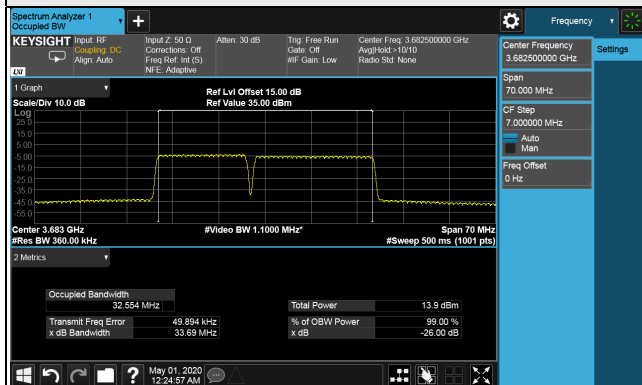 Spectrum Analyzer 1
Occupied BW
Frequency
KEYSIGHT
Input: RF
Coupling: DC
Align: Auto
Input Z: 50 Ω
Corrections: Off
Freq Ref: Int (S)
NFE: Adaptive
Atten: 30 dB
Trig: Free Run
Gate: Off
#IF Gain: Low
Center Freq: 3.682500000 GHz
Avg|Hold:>10/10
Radio Std: None
LXI
Center Frequency
3.682500000 GHz
Settings
Span
70.000 MHz
CF Step
7.000000 MHz
Auto
Man
Freq Offset
0 Hz
1 Graph
Scale/Div 10.0 dB
Ref Lvl Offset 15.00 dB
Ref Value 35.00 dBm
Log
25.0
15.0
5.00
-5.00
-15.0
-25.0
-35.0
-45.0
-55.0
Center 3.683 GHz
#Res BW 360.00 kHz
#Video BW 1.1000 MHz*
Span 70 MHz
#Sweep 500 ms (1001 pts)
2 Metrics
Occupied Bandwidth
32.554 MHz
Total Power 13.9 dBm
Transmit Freq Error 49.894 kHz
% of OBW Power 99.00 %
x dB Bandwidth 33.69 MHz
x dB -26.00 dB
?
May 01, 2020
12:24:57 AM